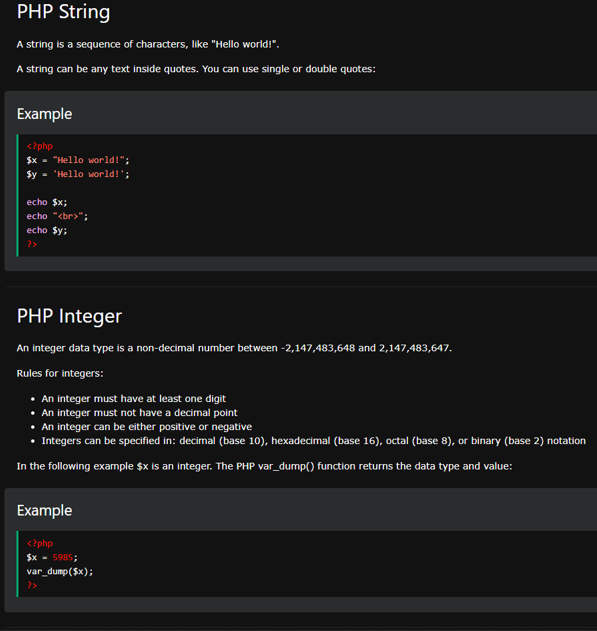 PHP String
A string is a sequence of characters, like "Hello world!".
A string can be any text inside quotes. You can use single or double quotes:
Example
<?php
$x = "Hello world!";
$y = 'Hello world!';
echo $x;
echo "<br>";
echo $y;
?>
PHP Integer
An integer data type is a non-decimal number between -2,147,483,648 and 2,147,483,647.
Rules for integers:
• An integer must have at least one digit
• An integer must not have a decimal point
• An integer can be either positive or negative
• Integers can be specified in: decimal (base 10), hexadecimal (base 16), octal (base 8), or binary (base 2) notation
In the following example $x is an integer. The PHP var_dump() function returns the data type and value:
Example
<?php
$x = 5985;
var_dump($x);
?>